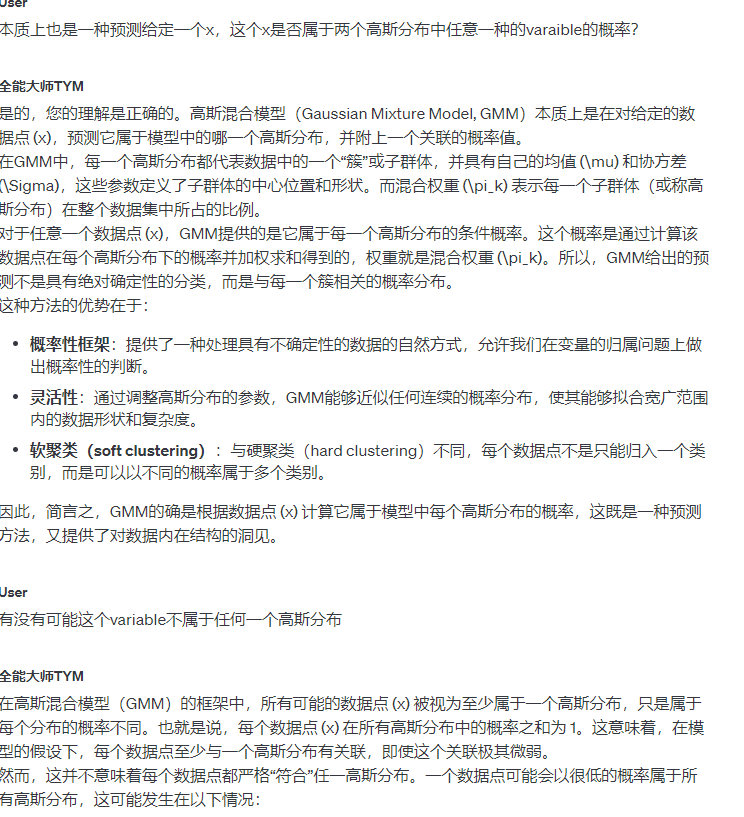 User
本质上也是一种预测给定一个x，这个x是否属于两个高斯分布中任意一种的varaible的概率？
全能大师TYM
是的，您的理解是正确的。高斯混合模型（Gaussian Mixture Model, GMM）本质上是在对给定的数
据点 (x)，预测它属于模型中的哪一个高斯分布，并附上一个关联的概率值。
在GMM中，每一个高斯分布都代表数据中的一个“簇”或子群体，并具有自己的均值 (\mu) 和协方差
(\Sigma)，这些参数定义了子群体的中心位置和形状。而混合权重 (\pi_k) 表示每一个子群体（或称高
斯分布）在整个数据集中所占的比例。
对于任意一个数据点 (x)，GMM提供的是它属于每一个高斯分布的条件概率。这个概率是通过计算该
数据点在每个高斯分布下的概率并加权求和得到的，权重就是混合权重 (\pi_k)。所以，GMM给出的预
测不是具有绝对确定性的分类，而是与每一个簇相关的概率分布。
这种方法的优势在于：
• 概率性框架：提供了一种处理具有不确定性的数据的自然方式，允许我们在变量的归属问题上做
出概率性的判断。
• 灵活性：通过调整高斯分布的参数，GMM能够近似任何连续的概率分布，使其能够拟合宽广范围
内的数据形状和复杂度。
• 软聚类（soft clustering）：与硬聚类（hard clustering）不同，每个数据点不是只能归入一个类
别，而是可以以不同的概率属于多个类别。
因此，简言之，GMM的确是根据数据点 (x) 计算它属于模型中每个高斯分布的概率，这既是一种预测
方法，又提供了对数据内在结构的洞见。
User
有没有可能这个variable不属于任何一个高斯分布
全能大师TYM
在高斯混合模型（GMM）的框架中，所有可能的数据点 (x) 被视为至少属于一个高斯分布，只是属于
每个分布的概率不同。也就是说，每个数据点 (x) 在所有高斯分布中的概率之和为 1。这意味着，在模
型的假设下，每个数据点至少与一个高斯分布有关联，即使这个关联极其微弱。
然而，这并不意味着每个数据点都严格“符合”任一高斯分布。一个数据点可能会以很低的概率属于所
有高斯分布，这可能发生在以下情况：